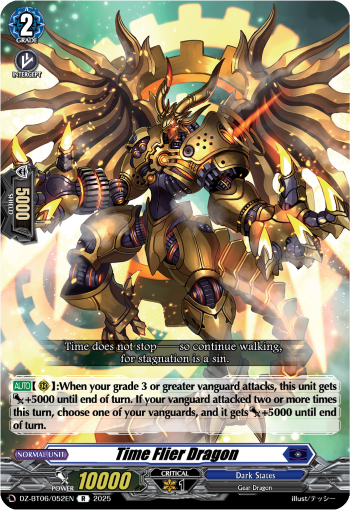 2
GRADE
INTERCEPT
5000
SHIELD
Time does not stop——so continue walking,
for stagnation is a sin.
AUTO :When your grade 3 or greater vanguard attacks, this unit gets
+5000 until end of turn. If your vanguard attacked two or more times
this turn, choose one of your vanguards, and it gets +5000 until end
of turn.
NORMAL UNIT
Time Flier Dragon
POWER 10000
CRITICAL
1
Dark States
Gear Dragon
DZ-BT06/052EN R 2025
illust/テッシー